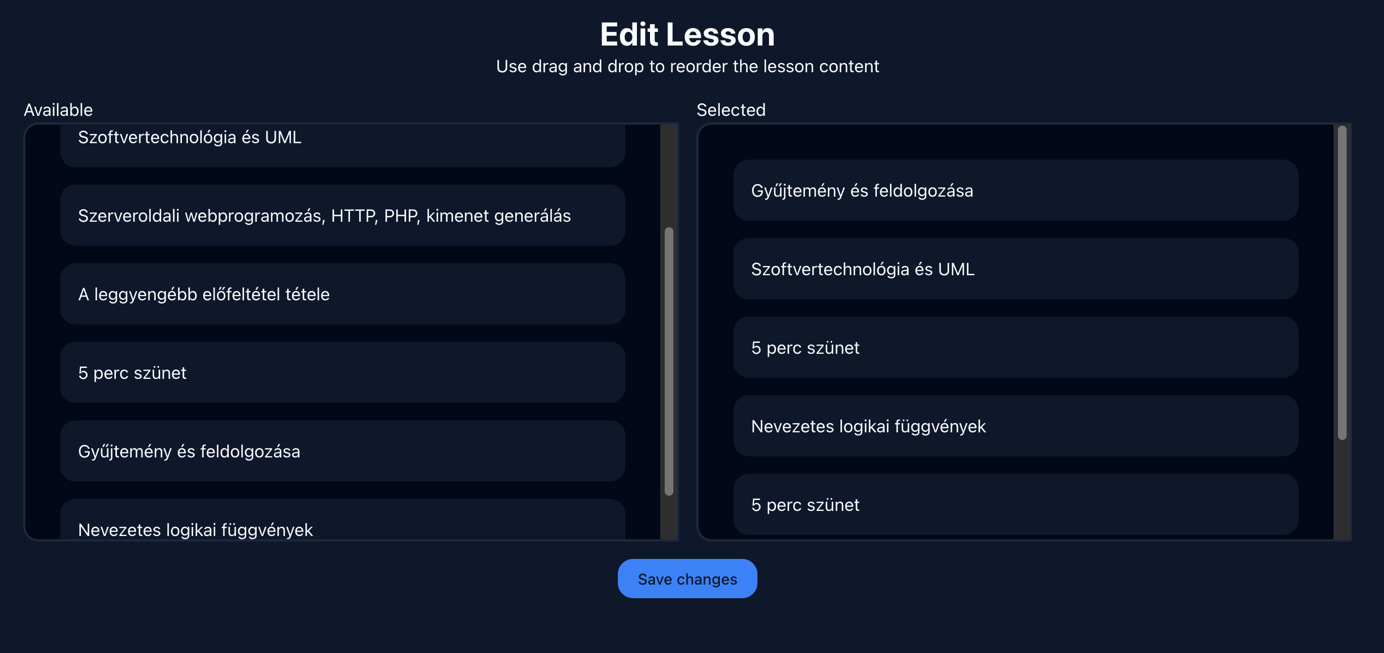 Edit Lesson
Use drag and drop to reorder the lesson content
Available
Szoftvertechnológia és UML
Szerveroldali webprogramozás, HTTP, PHP, kimenet generálás
A leggyengébb előfeltétel tétele
5 perc szünet
Gyűjtemény és feldolgozása
Nevezetes logikai függvények
Selected
Gyűjtemény és feldolgozása
Szoftvertechnológia és UML
5 perc szünet
Nevezetes logikai függvények
5 perc szünet
Save changes